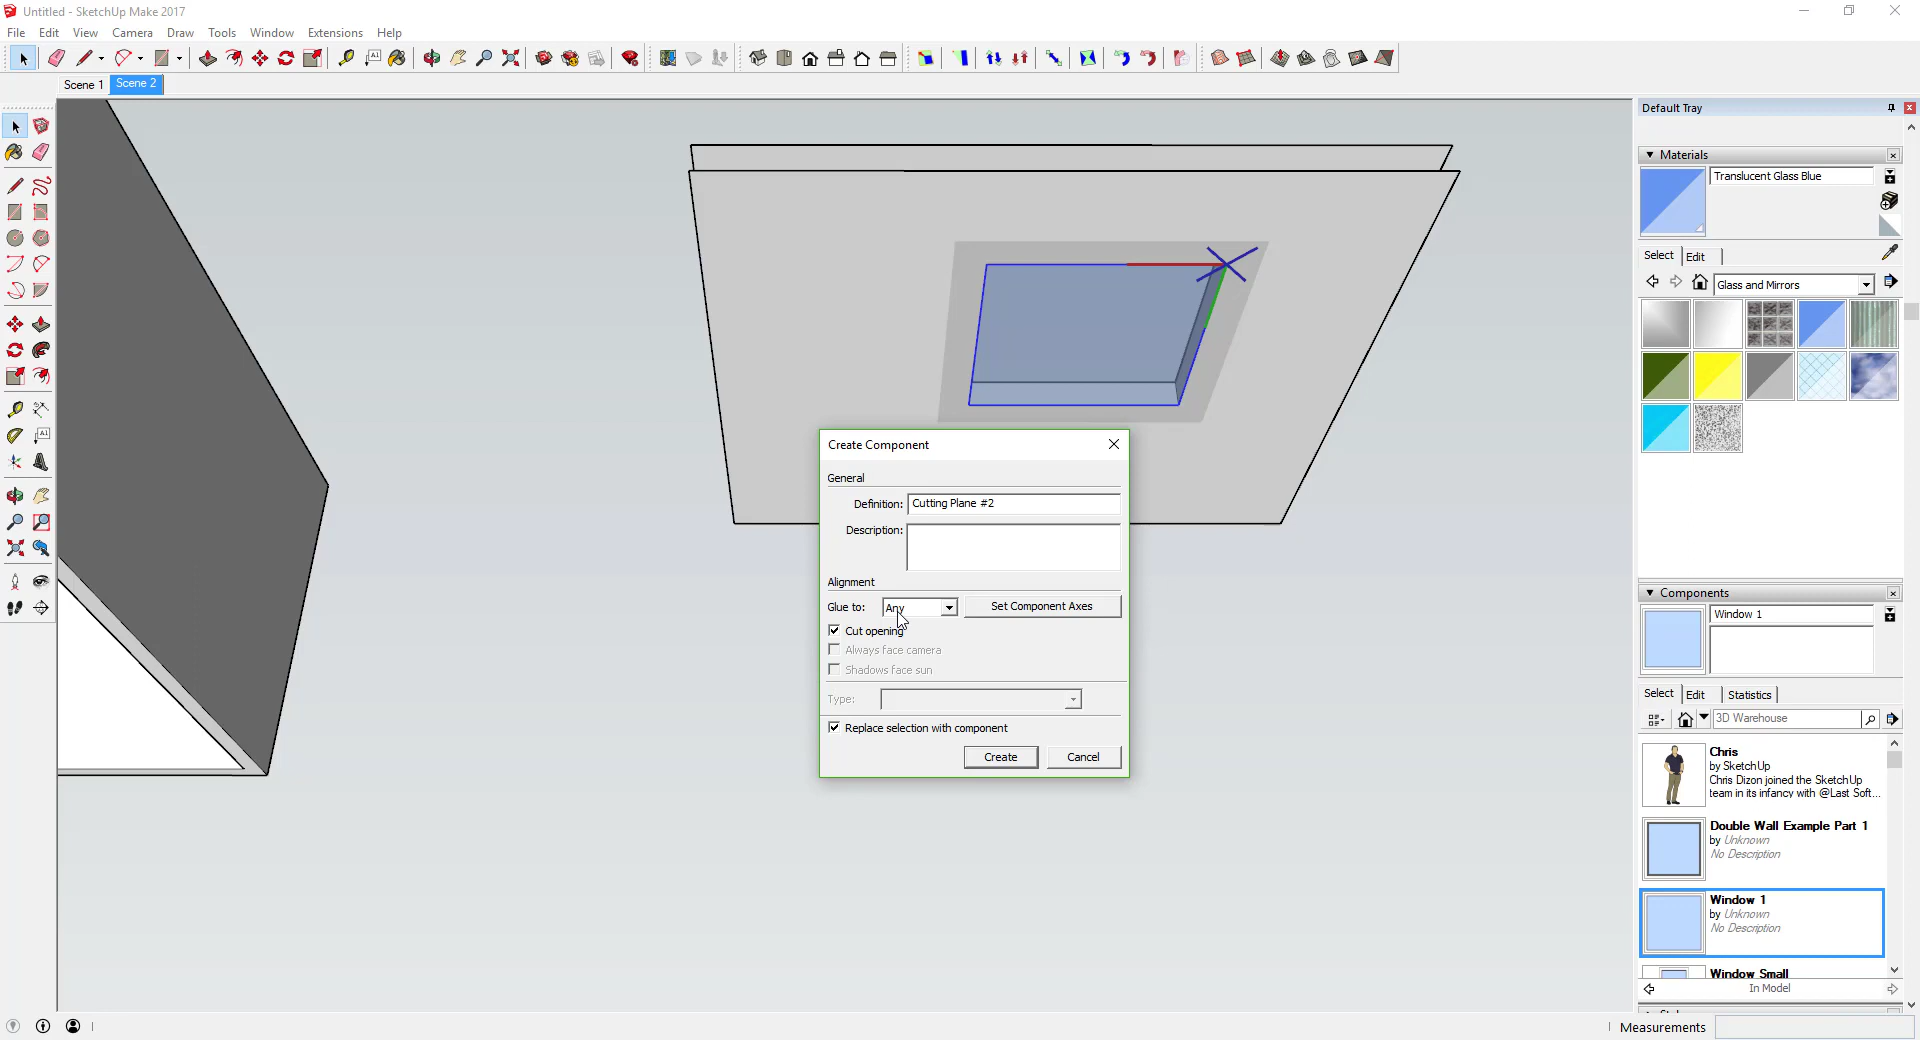 Untitled - SketchUp Make 2017
File Edit View Camera Draw Tools Window Extensions Help
Scene 1 Scene 2
Default Tray
Materials
Translucent Glass Blue
Select Edit
Glass and Mirrors
Create Component
General
Definition: Cutting Plane #2
Description:
Alignment
Glue to: Any Set Component Axes
Cut opening
Always face camera
Shadows face sun
Type:
Replace selection with component
Create Cancel
Components
Window 1
Select Edit Statistics
3D Warehouse
Chris
by SketchUp
Chris Dizon joined the SketchUp
team in its infancy with @Last Soft...
Double Wall Example Part 1
by Unknown
No Description
Window 1
by Unknown
No Description
Window Small
In Model
Measurements